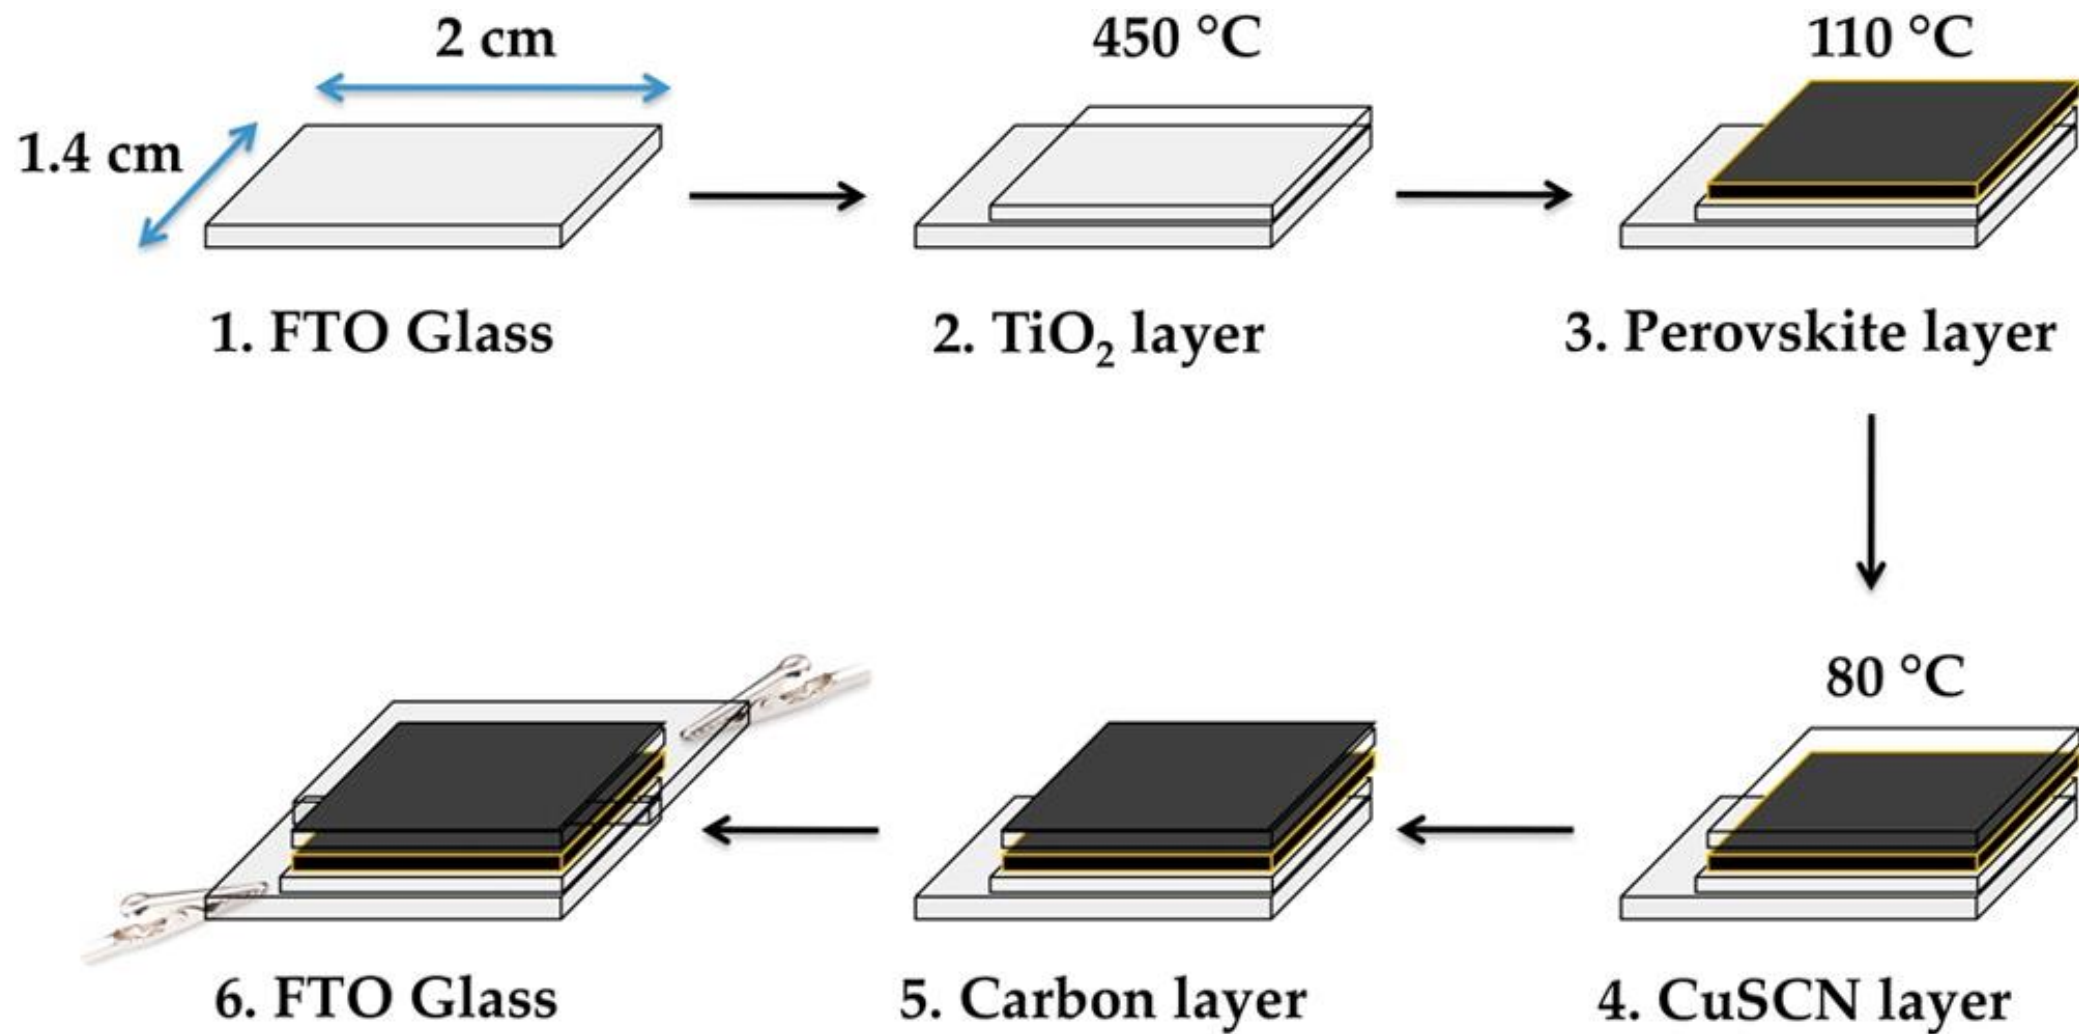 2 cm
1.4 cm
1. FTO Glass
450 °C
2. TiO₂ layer
110 °C
3. Perovskite layer
80 °C
4. CuSCN layer
5. Carbon layer
6. FTO Glass